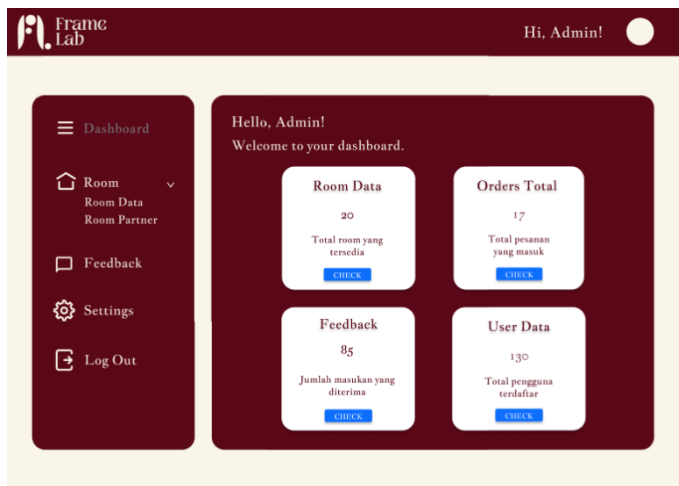 Frame
Lab
Hi, Admin!
Dashboard
Room
Room Data
Room Partner
Feedback
Settings
Log Out
Hello, Admin!
Welcome to your dashboard.
Room Data
20
Total room yang
tersedia
CHECK
Orders Total
17
Total pesanan
yang masuk
CHECK
Feedback
85
Jumlah masukan yang
diterima
CHECK
User Data
130
Total pengguna
terdaftar
CHECK